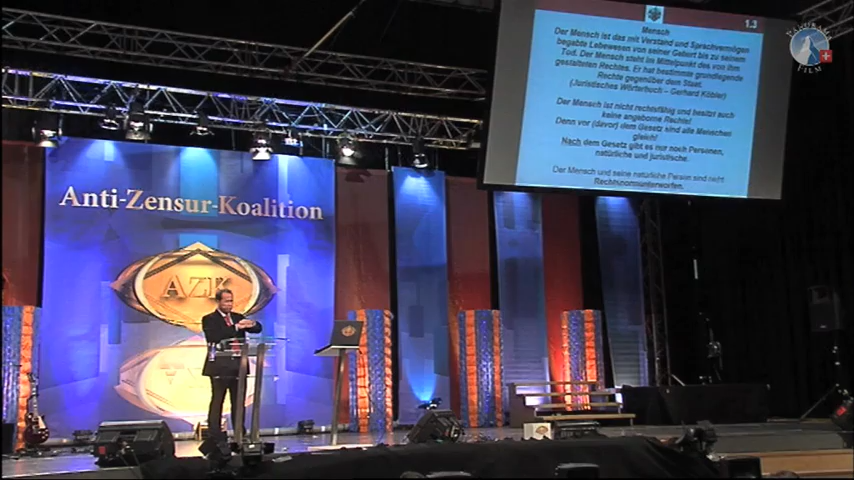 1.3
Mensch
Der Mensch ist das mit Verstand und Sprachvermögen
begabte Lebewesen von seiner Geburt bis zu seinem
Tod. Der Mensch steht im Mittelpunkt des von ihm
gestalteten Rechtes. Er hat bestimmte grundlegende
Rechte gegenüber dem Staat.
(Juristisches Wörterbuch – Gerhard Köbler)
Der Mensch ist nicht rechtsfähig und besitzt auch
keine angeborne Rechte!
Denn vor (davor) dem Gesetz sind alle Menschen
gleich!
Nach dem Gesetz gibt es nur noch Personen,
natürliche und juristische.
Der Mensch und seine natürliche Person sind nicht
Rechtsnormunterworfen.
FILM
Anti-Zensur-Koalition
AZK